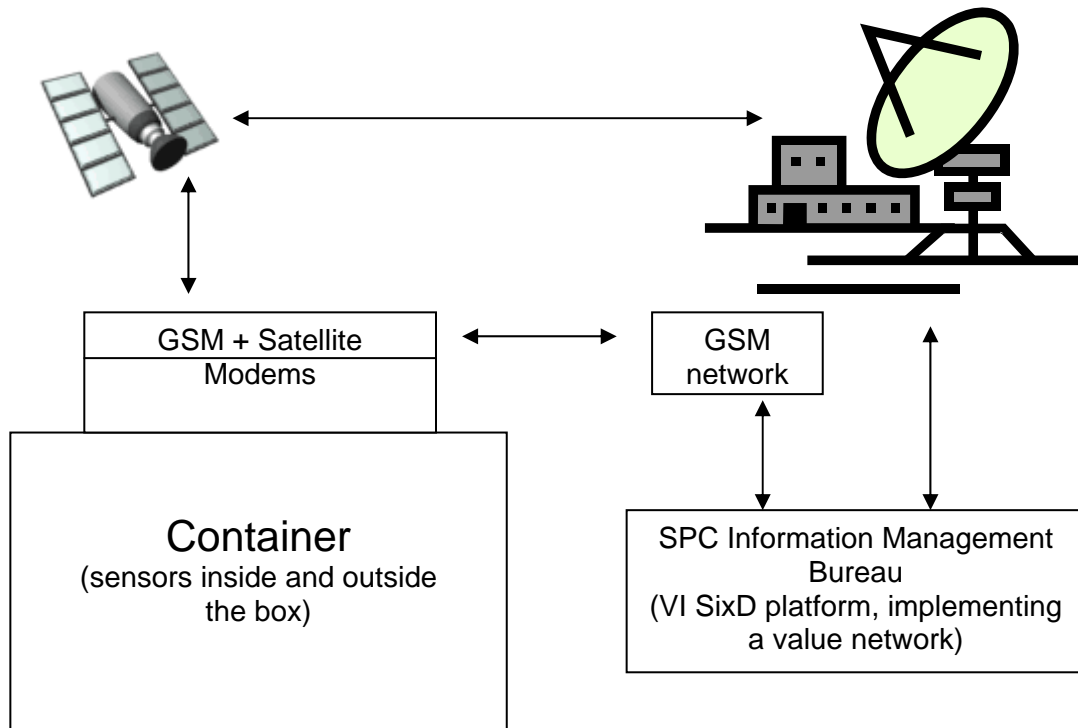 GSM + Satellite
Modems
GSM
network
Container
(sensors inside and outside
the box)
SPC Information Management
Bureau
(VI SixD platform, implementing
a value network)